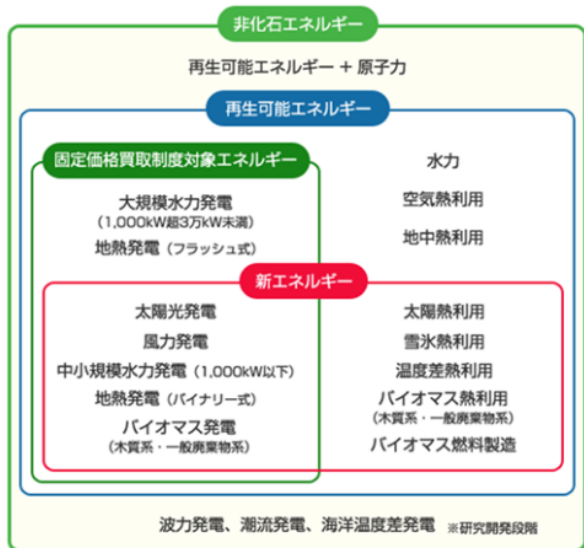 非化石エネルギー
再生可能エネルギー + 原子力
再生可能エネルギー
固定価格買取制度対象エネルギー
大規模水力発電
(1,000kW超3万kW未満)
地熱発電 (フラッシュ式)
水力
空気熱利用
地中熱利用
新エネルギー
太陽光発電
風力発電
中小規模水力発電 (1,000kW以下)
地熱発電 (バイナリー式)
バイオマス発電
(木質系・一般廃棄物系)
太陽熱利用
雪氷熱利用
温度差熱利用
バイオマス熱利用
(木質系・一般廃棄物系)
バイオマス燃料製造
波力発電、潮流発電、海洋温度差発電 ※研究開発段階